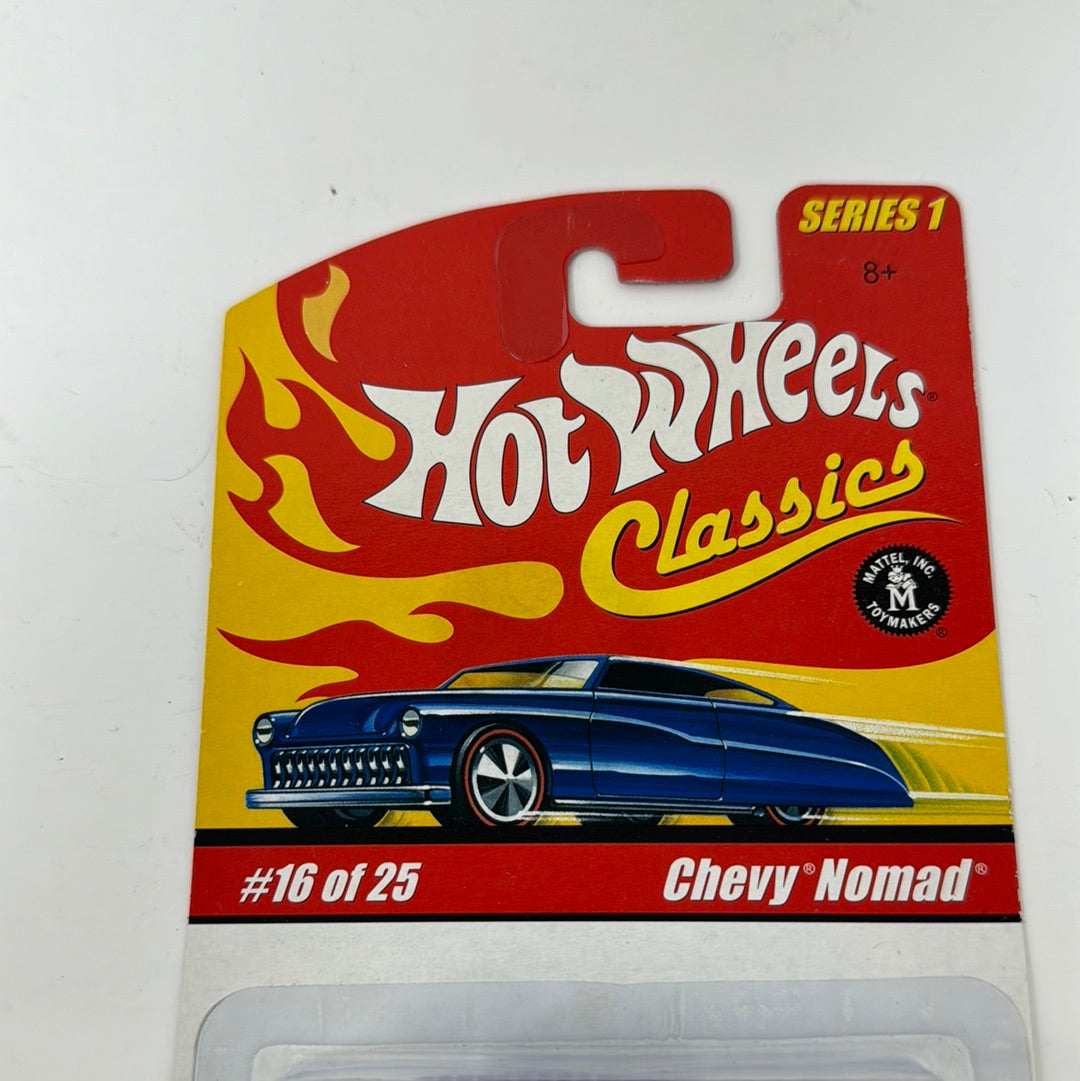 SERIES 1
8+
Hot Wheels®
Classics
MATTEL, INC.
M
TOYMAKERS®
#16 of 25
Chevy® Nomad®